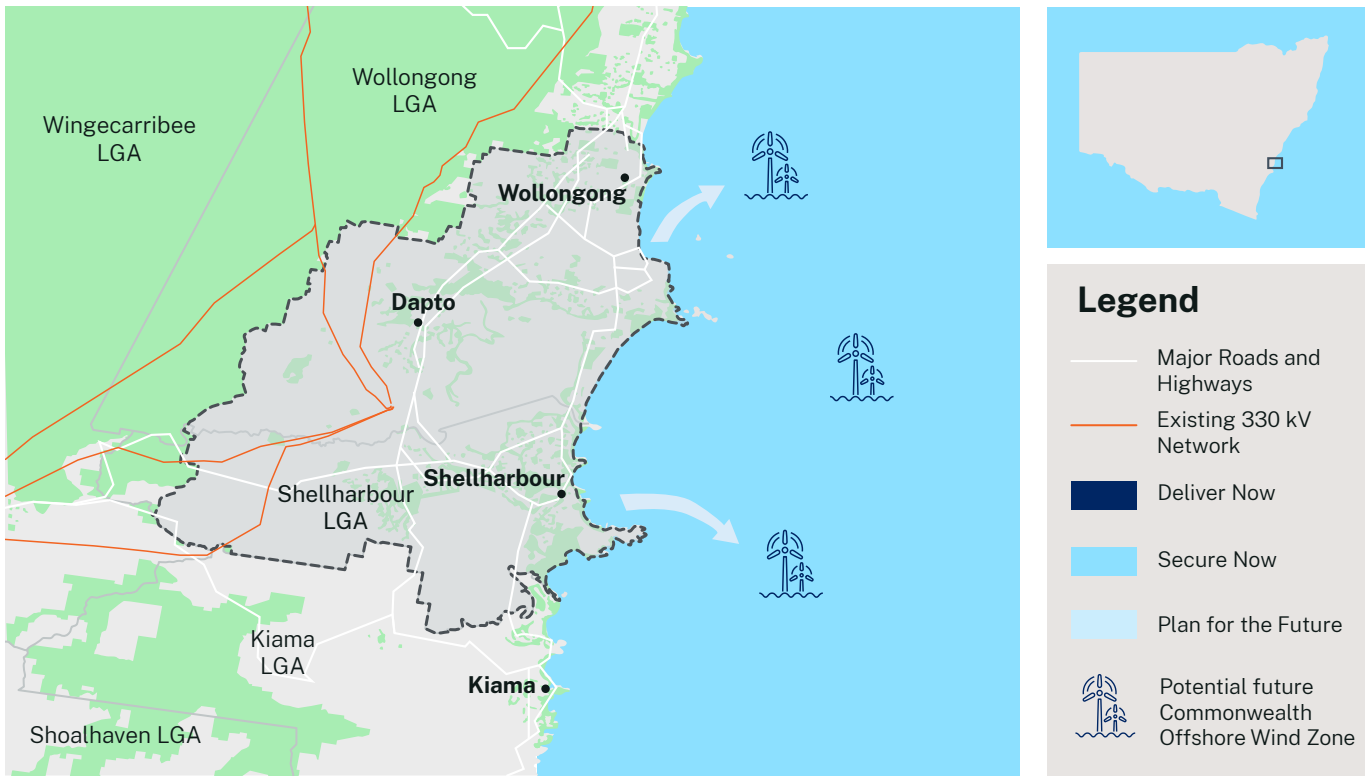 Wollongong
LGA
Wingecarribee
LGA
Wollongong
Dapto
Shellharbour
Shellharbour
LGA
Kiama
LGA
Kiama
Shoalhaven LGA
Legend
Major Roads and
Highways
Existing 330 kV
Network
Deliver Now
Secure Now
Plan for the Future
Potential future
Commonwealth
Offshore Wind Zone